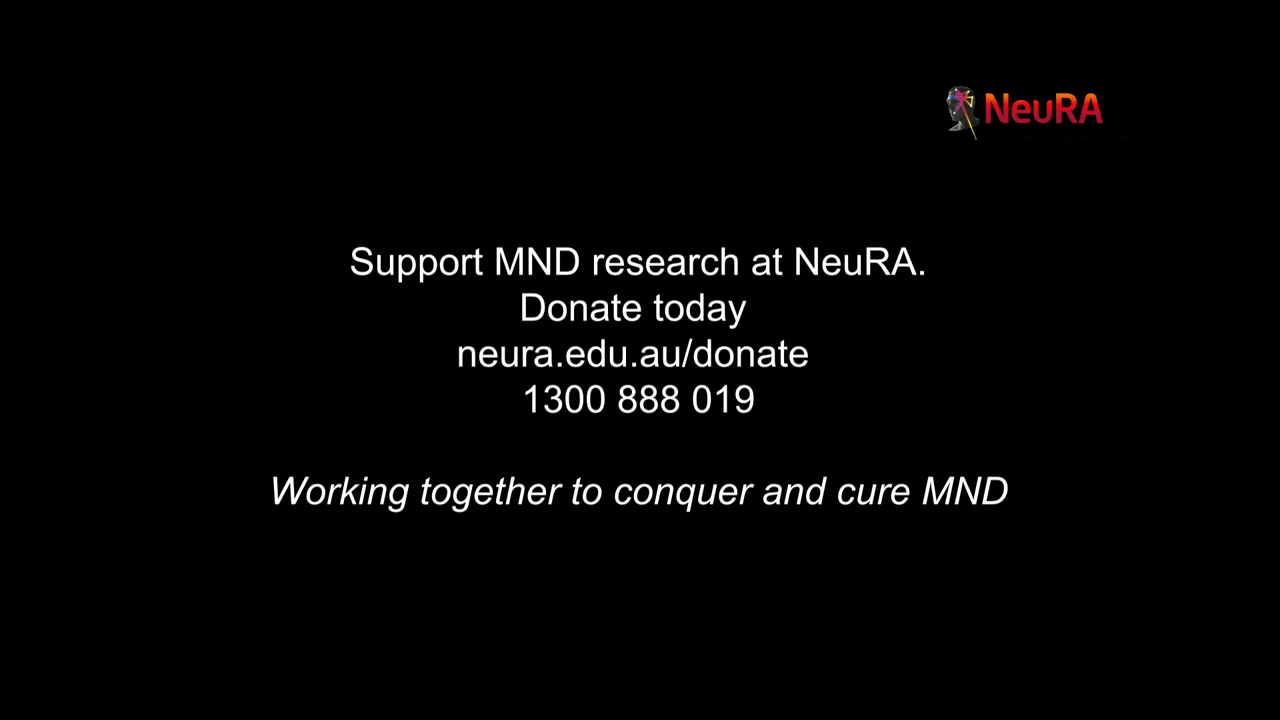 NeuRA
Support MND research at NeuRA.
Donate today
neura.edu.au/donate
1300 888 019
Working together to conquer and cure MND